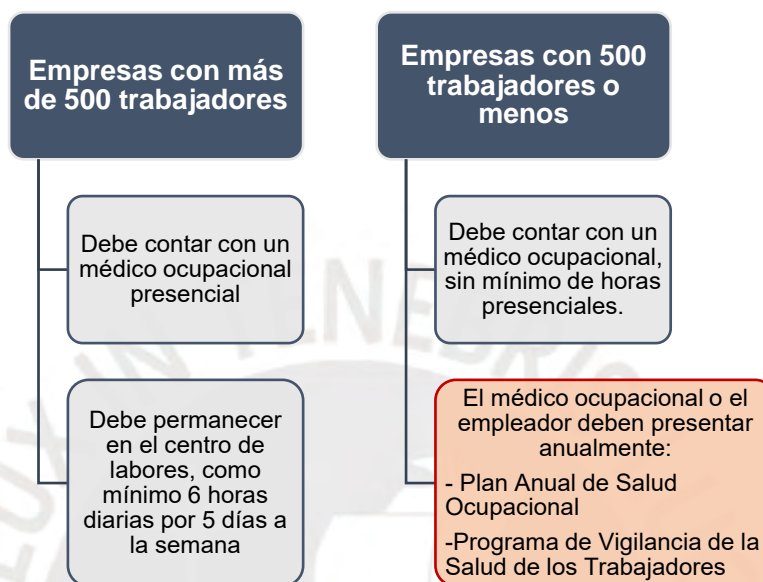 Empresas con más
de 500 trabajadores
Debe contar con un
médico ocupacional
presencial
Debe permanecer
en el centro de
labores, como
mínimo 6 horas
diarias por 5 días a
la semana
Empresas con 500
trabajadores o
menos
Debe contar con un
médico ocupacional,
sin mínimo de horas
presenciales.
El médico ocupacional o el
empleador deben presentar
anualmente:
- Plan Anual de Salud
Ocupacional
-Programa de Vigilancia de la
Salud de los Trabajadores